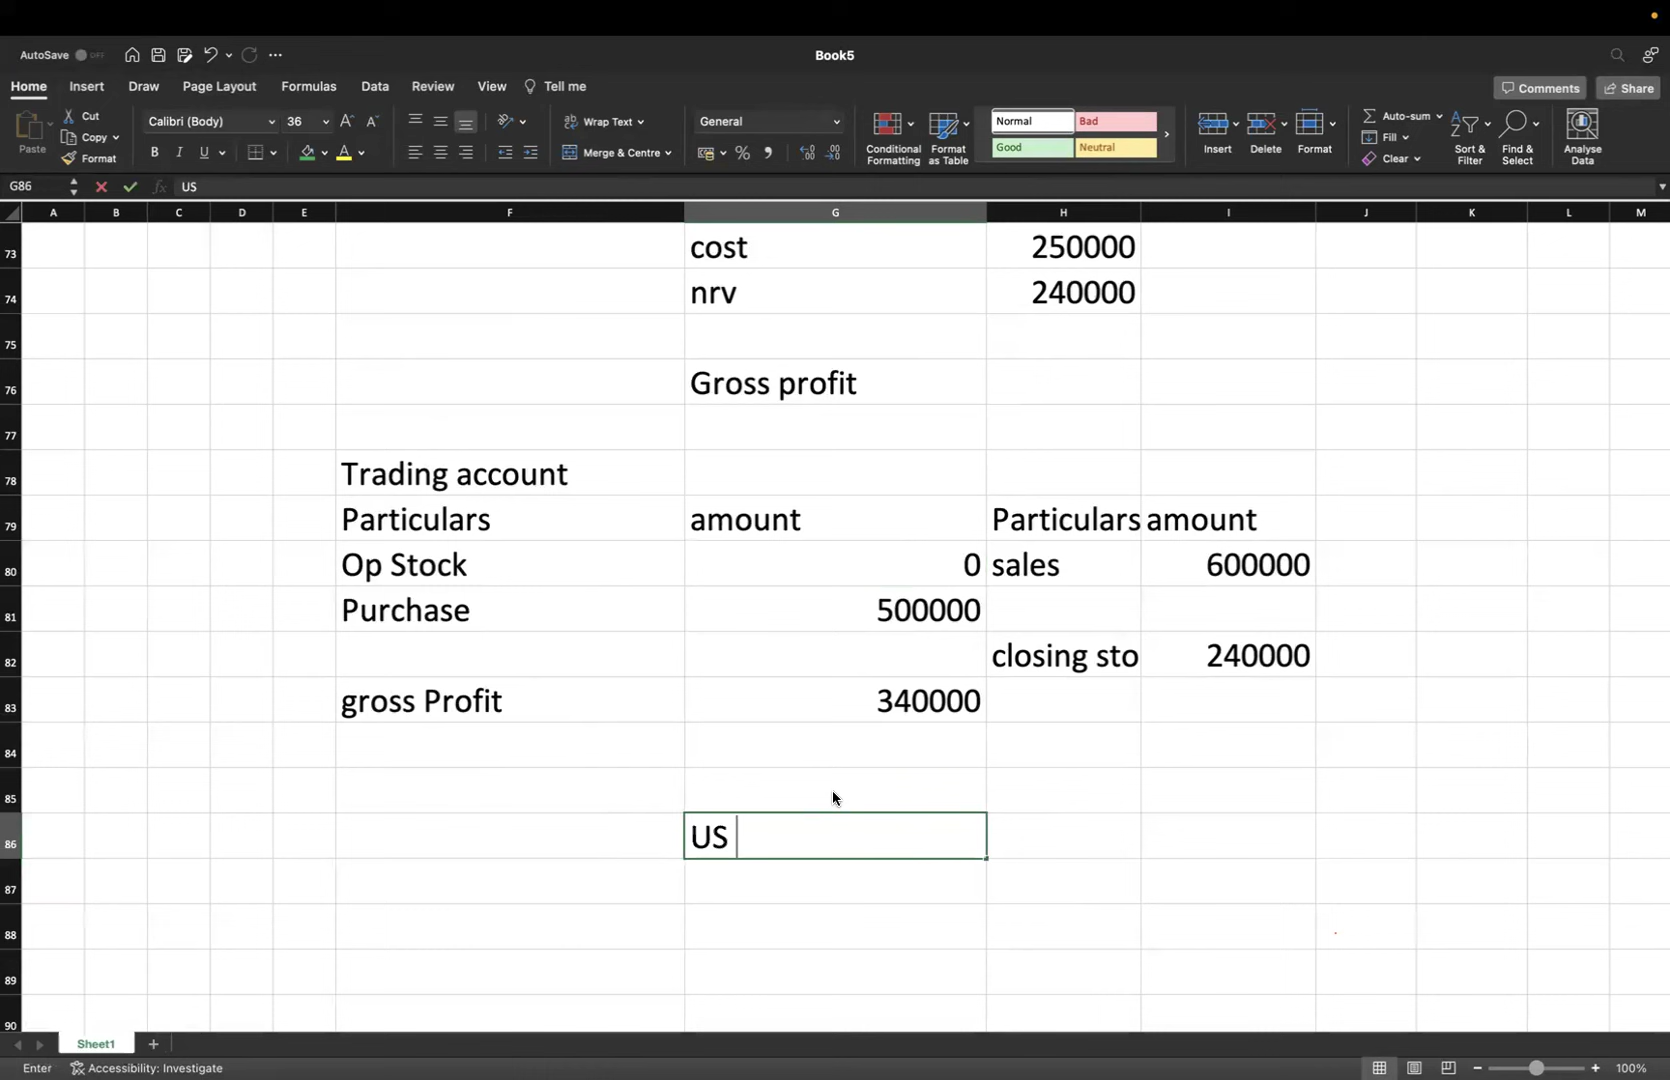 AutoSave OFF
Book5
Home Insert Draw Page Layout Formulas Data Review View Tell me
Comments Share
Paste
Cut
Copy
Format
Calibri (Body) 36
B I U
Wrap Text
Merge & Centre
General
Conditional Formatting
Format as Table
Normal Bad
Good Neutral
Insert
Delete
Format
Auto-sum
Fill
Clear
Sort & Filter
Find & Select
Analyse Data
G86 fx US
A B C D E F G H I J K L M
73 cost 250000
74 nrv 240000
75
76 Gross profit
77
78 Trading account
79 Particulars amount Particulars amount
80 Op Stock 0 sales 600000
81 Purchase 500000
82 closing sto 240000
83 gross Profit 340000
84
85
86 US
87
88
89
90
Sheet1
Enter Accessibility: Investigate 100%